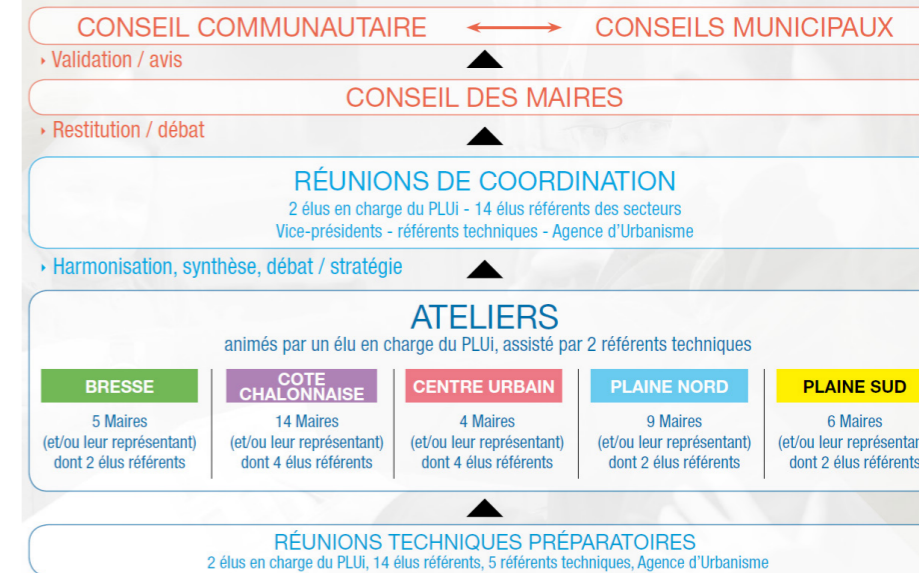 CONSEIL COMMUNAUTAIRE CONSEILS MUNICIPAUX
Validation / avis
CONSEIL DES MAIRES
Restitution / débat
RÉUNIONS DE COORDINATION
2 élus en charge du PLUi - 14 élus référents des secteurs
Vice-présidents - référents techniques - Agence d'Urbanisme
Harmonisation, synthèse, débat / stratégie
ATELIERS
animés par un élu en charge du PLUi, assisté par 2 référents techniques
BRESSE
5 Maires
(et/ou leur représentant)
dont 2 élus référents
COTE
CHALONNAISE
14 Maires
(et/ou leur représentant)
dont 4 élus référents
CENTRE URBAIN
4 Maires
(et/ou leur représentant)
dont 4 élus référents
PLAINE NORD
9 Maires
(et/ou leur représentant)
dont 2 élus référents
PLAINE SUD
6 Maires
(et/ou leur
dont 2 élus référents
RÉUNIONS TECHNIQUES PRÉPARATOIRES
2 élus en charge du PLUi, 14 élus référents, 5 référents techniques, Agence d'Urbanisme